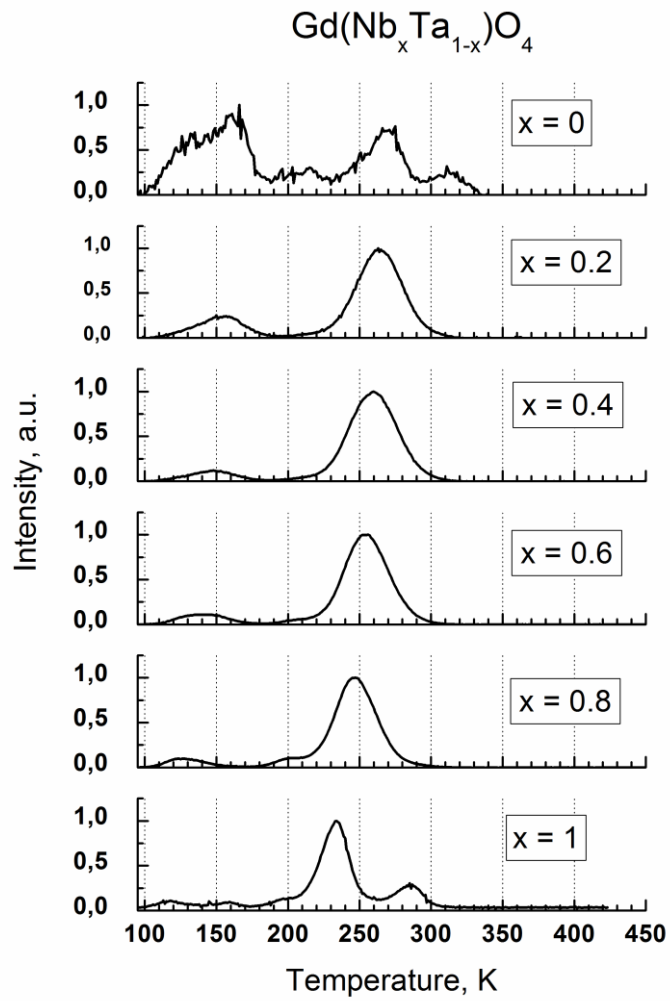 Gd(NbₓTa₁₋ₓ)O₄
1,0
0,5
0,0
x = 0
1,0
0,5
0,0
x = 0.2
1,0
0,5
0,0
x = 0.4
1,0
0,5
0,0
x = 0.6
1,0
0,5
0,0
x = 0.8
1,0
0,5
0,0
x = 1
Intensity, a.u.
100 150 200 250 300 350 400 450
Temperature, K